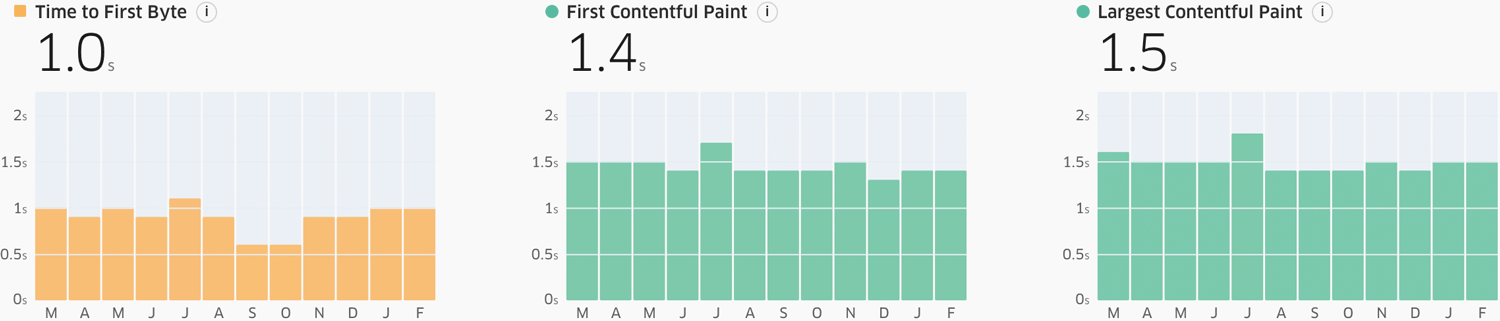 Time to First Byte i
1.0s
2s
1.5s
1s
0.5s
0s
M A M J J A S O N D J F
First Contentful Paint i
1.4s
2s
1.5s
1s
0.5s
0s
M A M J J A S O N D J F
Largest Contentful Paint i
1.5s
2s
1.5s
1s
0.5s
0s
M A M J J A S O N D J F